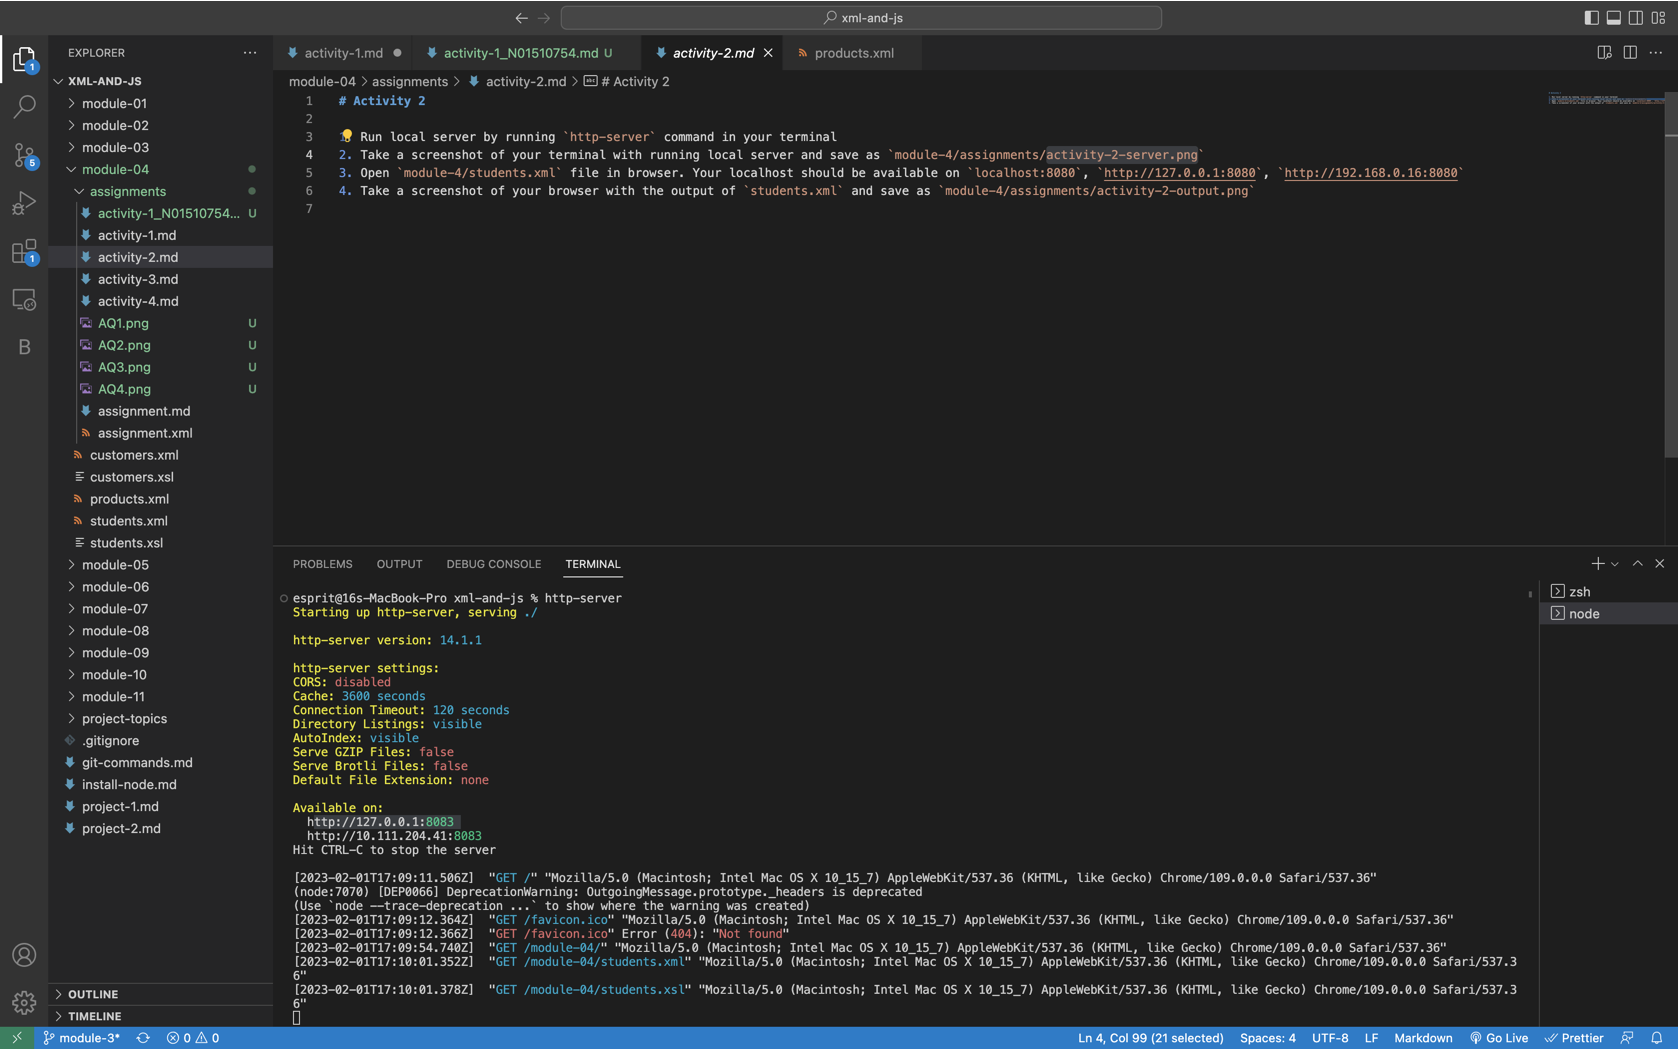 xml-and-js
EXPLORER
activity-1.md
activity-1_N01510754.md U
activity-2.md
products.xml
1
XML-AND-JS
module-04 > assignments > activity-2.md > # Activity 2
module-01
module-02
module-03
module-04
assignments
activity-1_N01510754... U
activity-1.md
activity-2.md
activity-3.md
activity-4.md
AQ1.png U
AQ2.png U
AQ3.png U
AQ4.png U
assignment.md
assignment.xml
customers.xml
customers.xsl
products.xml
students.xml
students.xsl
module-05
module-06
module-07
module-08
module-09
module-10
module-11
project-topics
.gitignore
git-commands.md
install-node.md
project-1.md
project-2.md
OUTLINE
TIMELINE
5
1
B
1 # Activity 2
2
3 1. Run local server by running `http-server` command in your terminal
4 2. Take a screenshot of your terminal with running local server and save as `module-4/assignments/activity-2-server.png`
5 3. Open `module-4/students.xml` file in browser. Your localhost should be available on `localhost:8080`, `http://127.0.0.1:8080`, `http://192.168.0.16:8080`
6 4. Take a screenshot of your browser with the output of `students.xml` and save as `module-4/assignments/activity-2-output.png`
7
PROBLEMS OUTPUT DEBUG CONSOLE TERMINAL
zsh
node
esprit@16s-MacBook-Pro xml-and-js % http-server
Starting up http-server, serving ./
http-server version: 14.1.1
http-server settings:
CORS: disabled
Cache: 3600 seconds
Connection Timeout: 120 seconds
Directory Listings: visible
AutoIndex: visible
Serve GZIP Files: false
Serve Brotli Files: false
Default File Extension: none
Available on:
http://127.0.0.1:8083
http://10.111.204.41:8083
Hit CTRL-C to stop the server
[2023-02-01T17:09:11.506Z] "GET /" "Mozilla/5.0 (Macintosh; Intel Mac OS X 10_15_7) AppleWebKit/537.36 (KHTML, like Gecko) Chrome/109.0.0.0 Safari/537.36"
(node:7070) [DEP0066] DeprecationWarning: OutgoingMessage.prototype._headers is deprecated
(Use `node --trace-deprecation ...` to show where the warning was created)
[2023-02-01T17:09:12.364Z] "GET /favicon.ico" "Mozilla/5.0 (Macintosh; Intel Mac OS X 10_15_7) AppleWebKit/537.36 (KHTML, like Gecko) Chrome/109.0.0.0 Safari/537.36"
[2023-02-01T17:09:12.366Z] "GET /favicon.ico" Error (404): "Not found"
[2023-02-01T17:09:54.740Z] "GET /module-04/" "Mozilla/5.0 (Macintosh; Intel Mac OS X 10_15_7) AppleWebKit/537.36 (KHTML, like Gecko) Chrome/109.0.0.0 Safari/537.36"
[2023-02-01T17:10:01.352Z] "GET /module-04/students.xml" "Mozilla/5.0 (Macintosh; Intel Mac OS X 10_15_7) AppleWebKit/537.36 (KHTML, like Gecko) Chrome/109.0.0.0 Safari/537.3
6"
[2023-02-01T17:10:01.378Z] "GET /module-04/students.xsl" "Mozilla/5.0 (Macintosh; Intel Mac OS X 10_15_7) AppleWebKit/537.36 (KHTML, like Gecko) Chrome/109.0.0.0 Safari/537.3
6"
module-3* 0 0 Ln 4, Col 99 (21 selected) Spaces: 4 UTF-8 LF Markdown Go Live Prettier